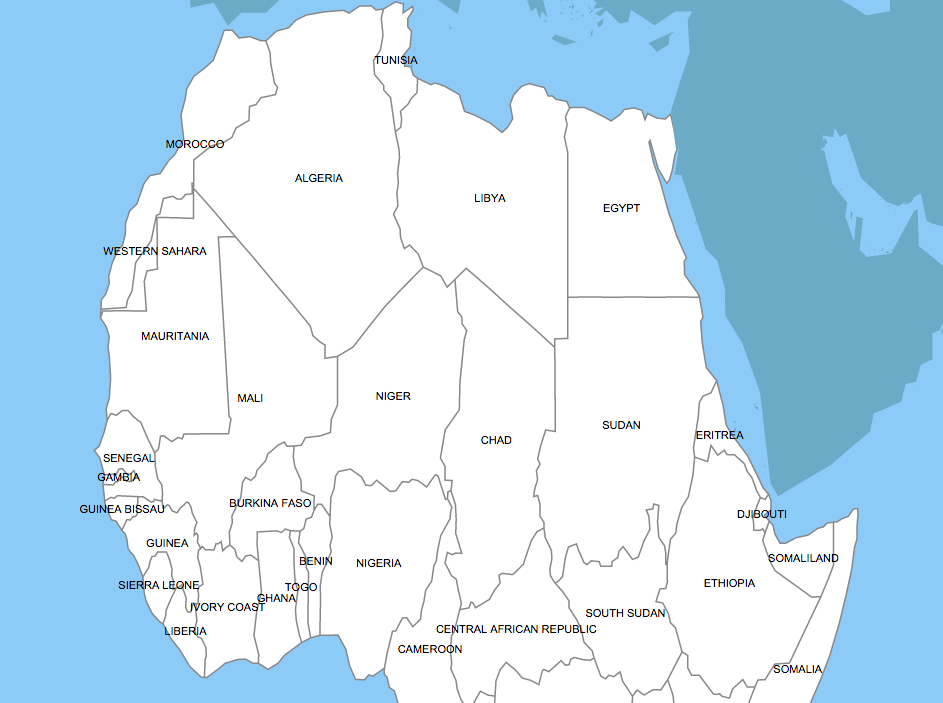 TUNISIA
MOROCCO
ALGERIA
LIBYA
EGYPT
WESTERN SAHARA
MAURITANIA
MALI
NIGER
CHAD
SUDAN
ERITREA
SENEGAL
GAMBIA
GUINEA BISSAU
BURKINA FASO
DJIBOUTI
GUINEA
BENIN
NIGERIA
SOMALILAND
SIERRA LEONE
TOGO
ETHIOPIA
GHANA
IVORY COAST
SOUTH SUDAN
LIBERIA
CENTRAL AFRICAN REPUBLIC
CAMEROON
SOMALIA